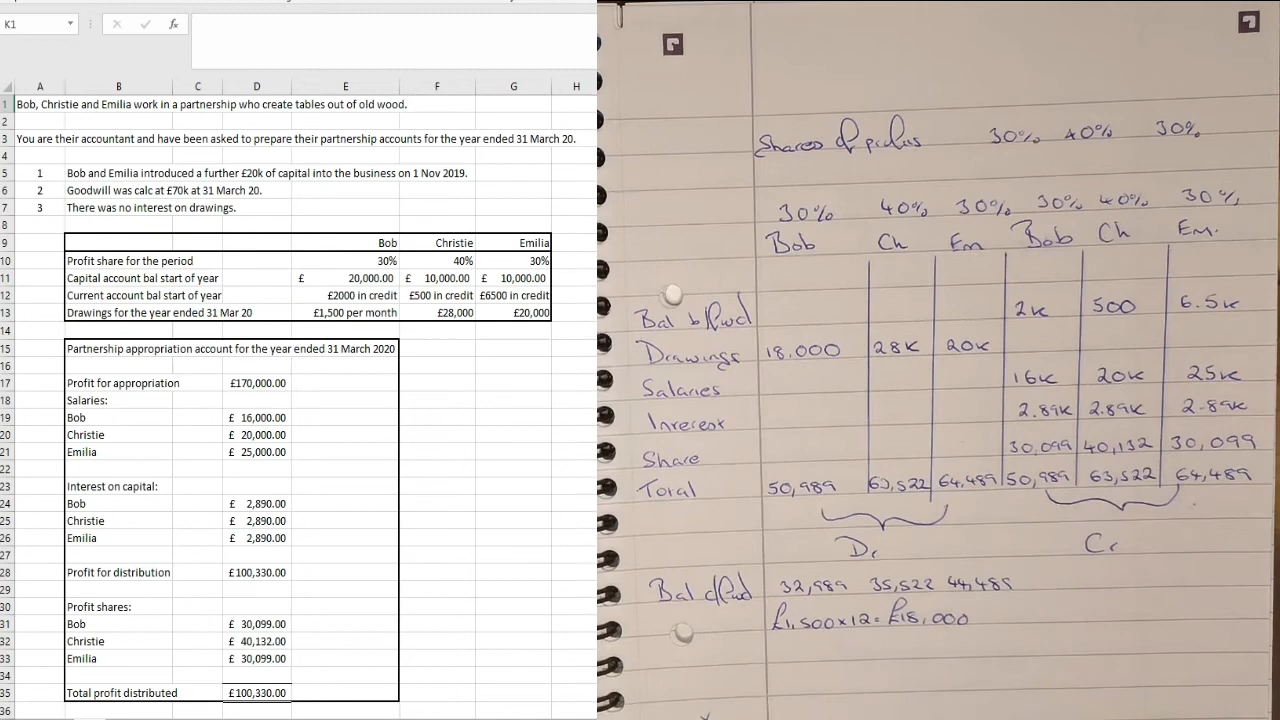 K1
fx
A B C D E F G H
1 Bob, Christie and Emilia work in a partnership who create tables out of old wood.
2
3 You are their accountant and have been asked to prepare their partnership accounts for the year ended 31 March 20.
4
5 1 Bob and Emilia introduced a further £20k of capital into the business on 1 Nov 2019.
6 2 Goodwill was calc at £70k at 31 March 20.
7 3 There was no interest on drawings.
8
9 Bob Christie Emilia
10 Profit share for the period 30% 40% 30%
11 Capital account bal start of year £ 20,000.00 £ 10,000.00 £ 10,000.00
12 Current account bal start of year £2000 in credit £500 in credit £6500 in credit
13 Drawings for the year ended 31 Mar 20 £1,500 per month £28,000 £20,000
14
15 Partnership appropriation account for the year ended 31 March 2020
16
17 Profit for appropriation £170,000.00
18 Salaries:
19 Bob £ 16,000.00
20 Christie £ 20,000.00
21 Emilia £ 25,000.00
22
23 Interest on capital:
24 Bob £ 2,890.00
25 Christie £ 2,890.00
26 Emilia £ 2,890.00
27
28 Profit for distribution £100,330.00
29
30 Profit shares:
31 Bob £ 30,099.00
32 Christie £ 40,132.00
33 Emilia £ 30,099.00
34
35 Total profit distributed £100,330.00
36
Shares of 30% 40% 30%
30% 40% 30% 30% 40% 30%
Bob Ch Em Bob Ch Em.
Bal b/fwd 2k 500 6.5k
Drawings 18.000 28k 20k
Salaries 16k 20k 25k
Interest 2.89k 2.89k 2.89k
Share 30,099 40,132 30,099
Total 50,989 63,522 64,489 50,989 63,522 64,489
Dr Cr
Bal c/fwd 32,989 35,522 44,489
£1,500x12= £18,000